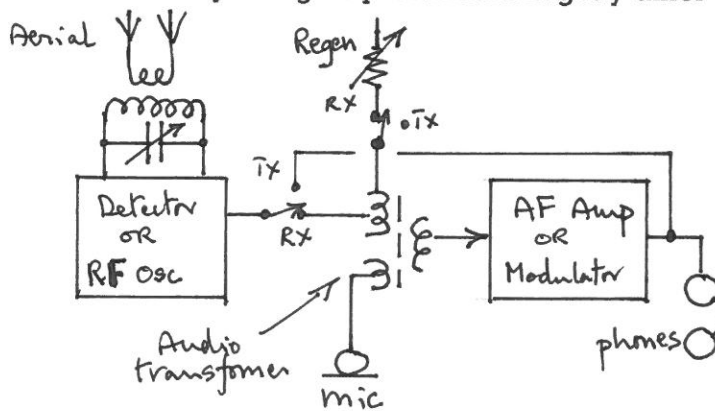 Aerial
Regen
RX
.TX
TX
RX
Detector
OR
RF Osc
AF Amp
OR
Modulator
Audio
transformer
mic
phones